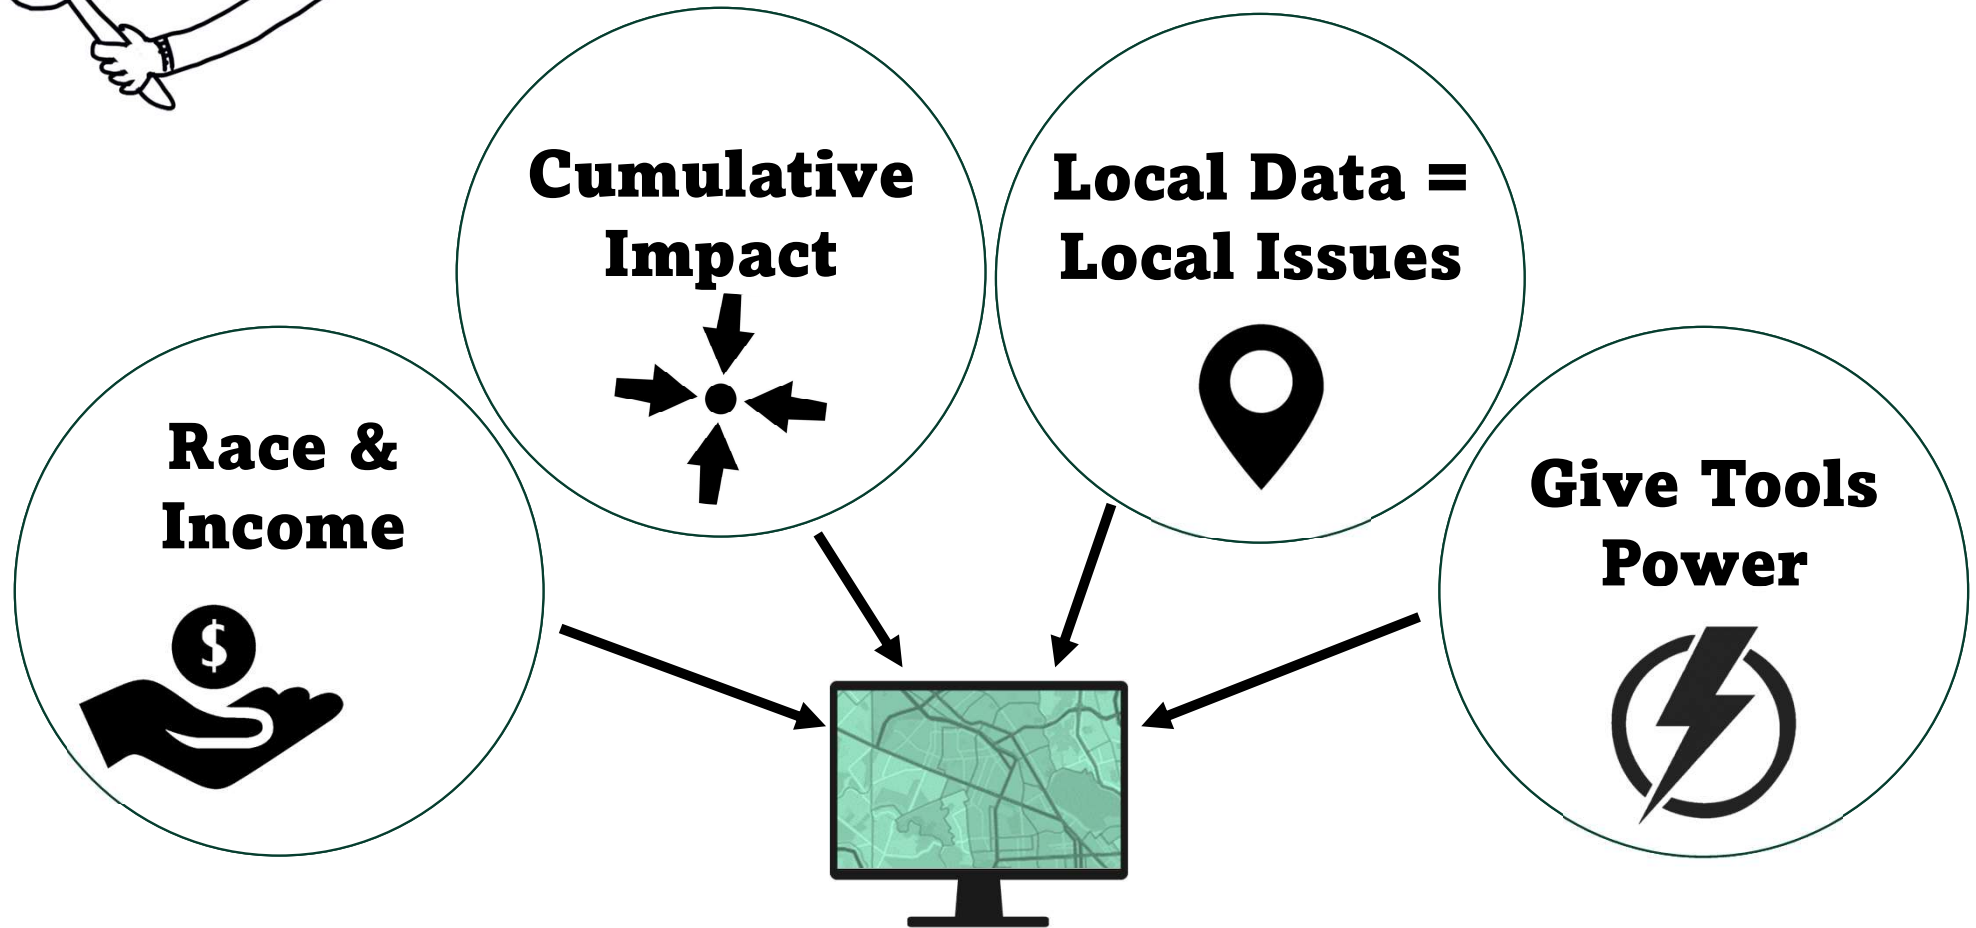 Cumulative
Impact
Local Data =
Local Issues
Race &
Income
$
Give Tools
Power